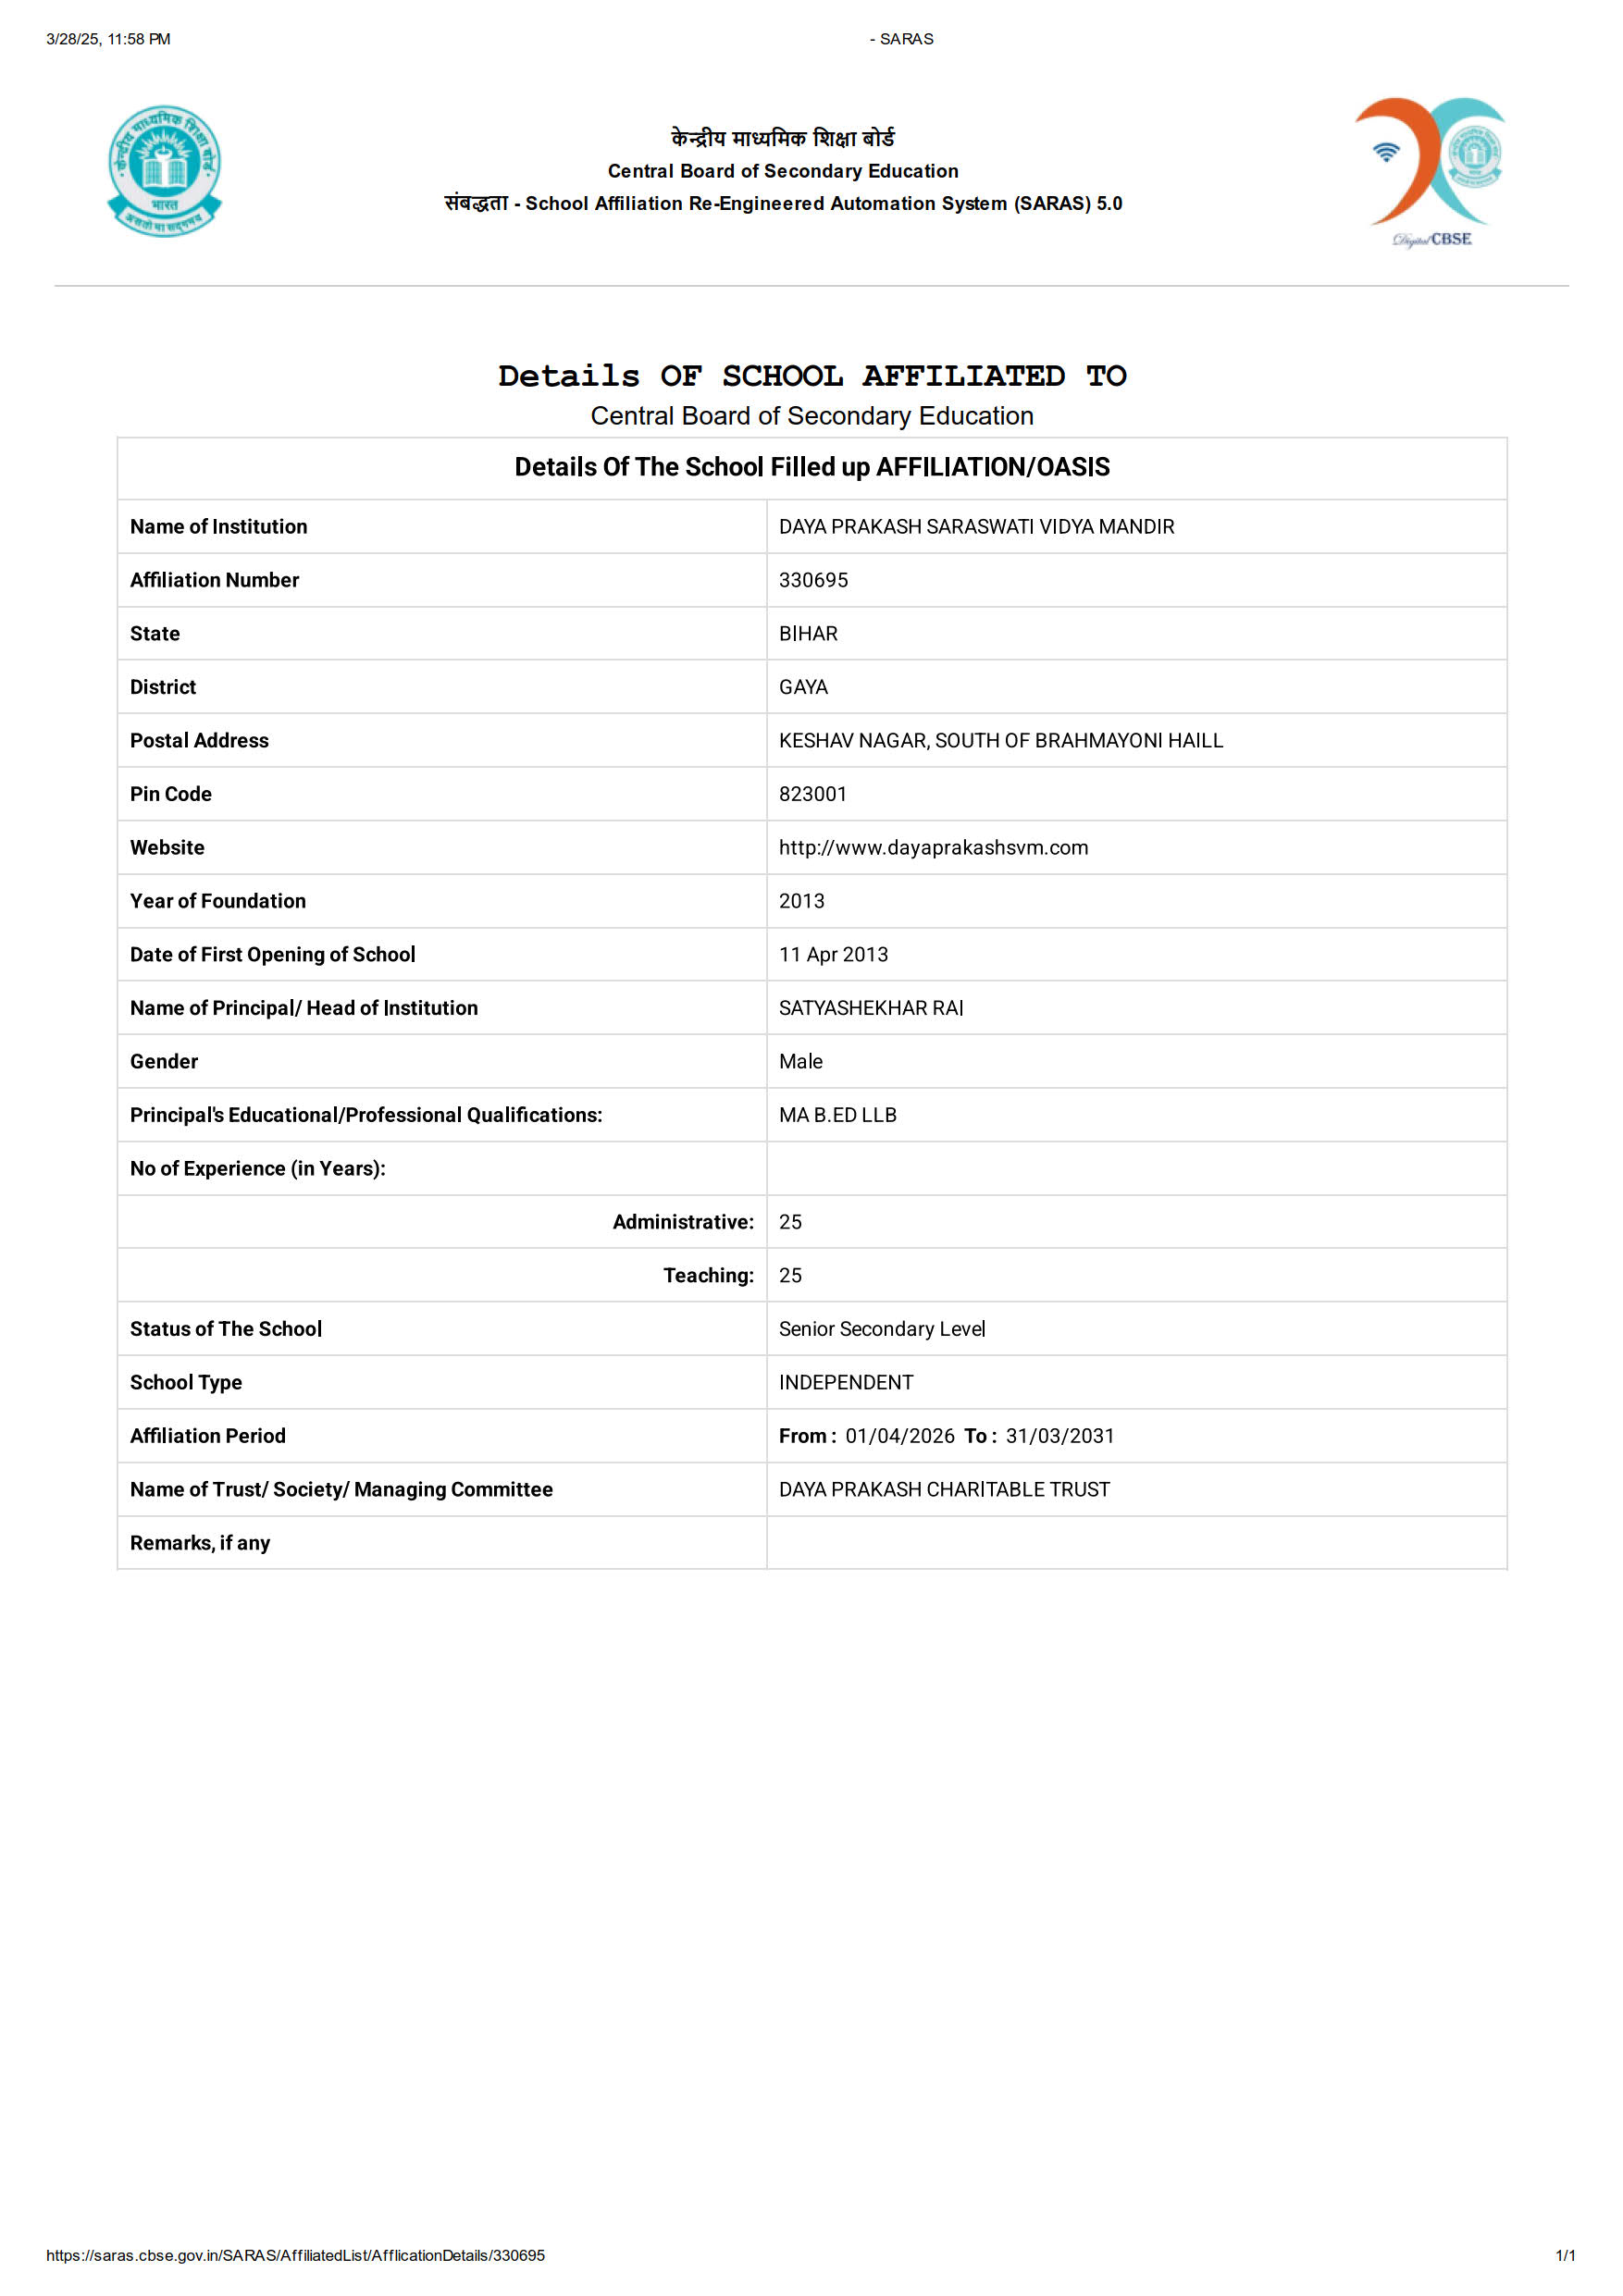 3/28/25, 11:58 PM
- SARAS
केन्द्रीय माध्यमिक शिक्षा बोर्ड
भारत
असतो मा सद्गमय
केन्द्रीय माध्यमिक शिक्षा बोर्ड
Central Board of Secondary Education
संबद्धता - School Affiliation Re-Engineered Automation System (SARAS) 5.0
Digital CBSE
Details OF SCHOOL AFFILIATED TO
Central Board of Secondary Education
Details Of The School Filled up AFFILIATION/OASIS
Name of Institution DAYA PRAKASH SARASWATI VIDYA MANDIR
Affiliation Number 330695
State BIHAR
District GAYA
Postal Address KESHAV NAGAR, SOUTH OF BRAHMAYONI HAILL
Pin Code 823001
Website http://www.dayaprakashsvm.com
Year of Foundation 2013
Date of First Opening of School 11 Apr 2013
Name of Principal/ Head of Institution SATYASHEKHAR RAI
Gender Male
Principal's Educational/Professional Qualifications: MA B.ED LLB
No of Experience (in Years):
Administrative: 25
Teaching: 25
Status of The School Senior Secondary Level
School Type INDEPENDENT
Affiliation Period From : 01/04/2026 To : 31/03/2031
Name of Trust/ Society/ Managing Committee DAYA PRAKASH CHARITABLE TRUST
Remarks, if any
https://saras.cbse.gov.in/SARAS/AffiliatedList/AfflicationDetails/330695
1/1